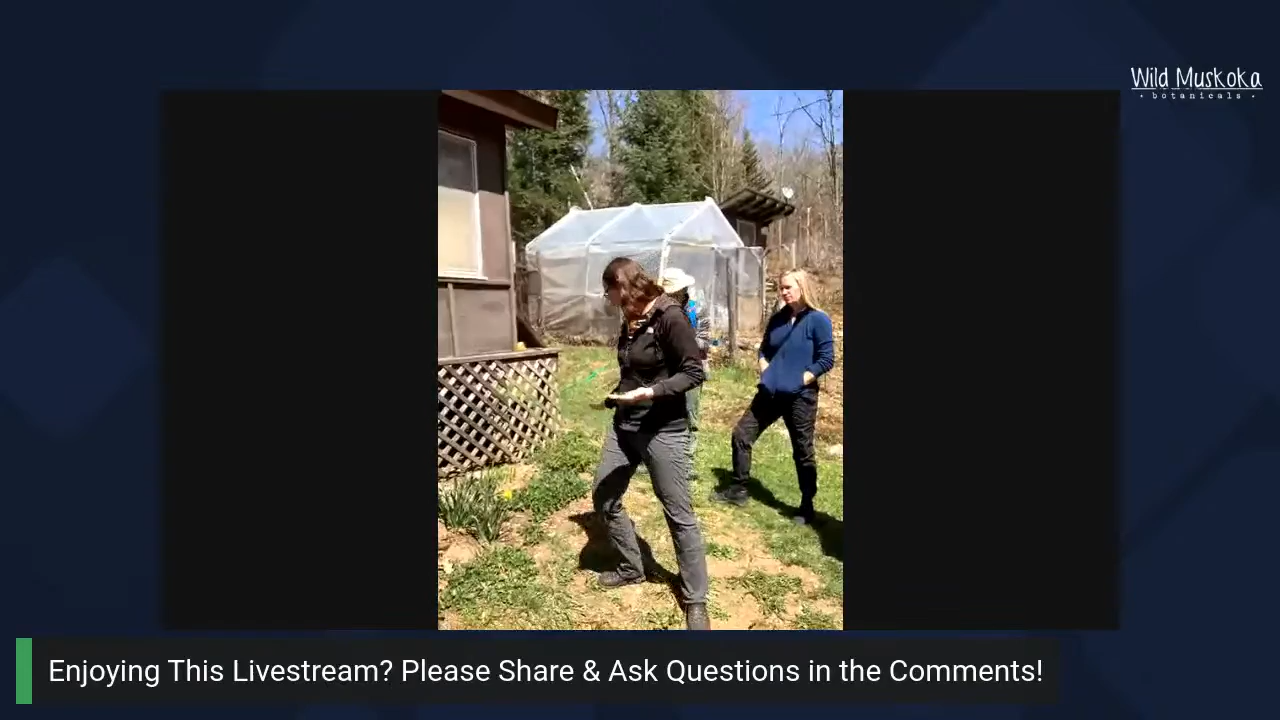 Wild Muskoka
• botanicals •
Enjoying This Livestream? Please Share & Ask Questions in the Comments!